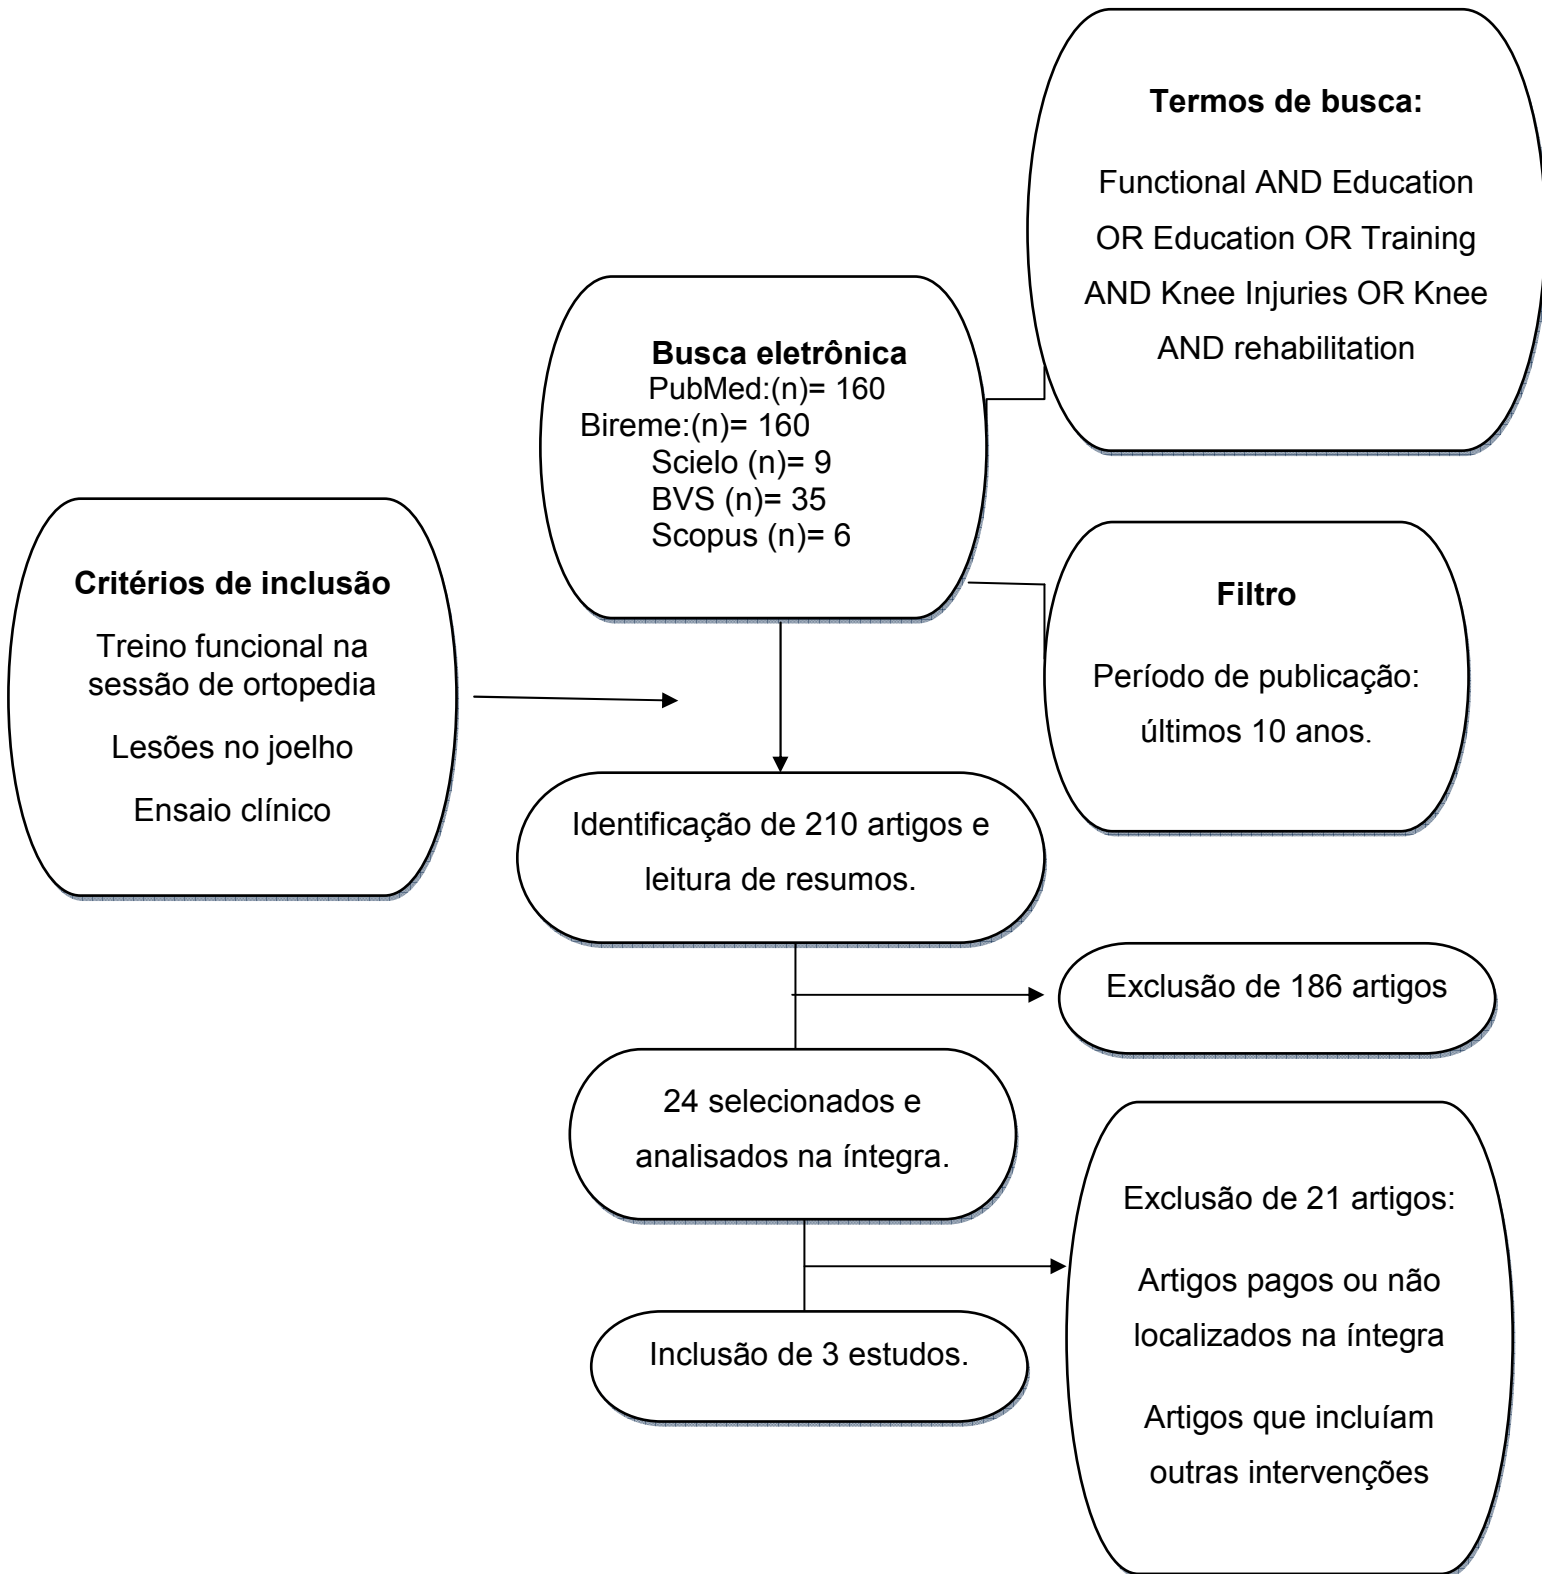 Termos de busca:
Functional AND Education
OR Education OR Training
AND Knee Injuries OR Knee
AND rehabilitation
Busca eletrônica
PubMed:(n)= 160
Bireme:(n)= 160
Scielo (n)= 9
BVS (n)= 35
Scopus (n)= 6
Critérios de inclusão
Treino funcional na
sessão de ortopedia
Lesões no joelho
Ensaio clínico
Filtro
Período de publicação:
últimos 10 anos.
Identificação de 210 artigos e
leitura de resumos.
Exclusão de 186 artigos
24 selecionados e
analisados na íntegra.
Exclusão de 21 artigos:
Artigos pagos ou não
localizados na íntegra
Artigos que incluíam
outras intervenções
Inclusão de 3 estudos.